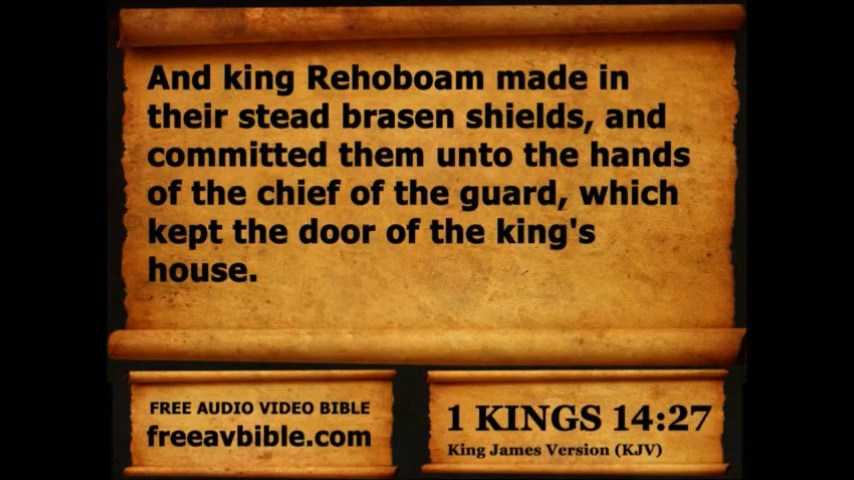 And king Rehoboam made in
their stead brasen shields, and
committed them unto the hands
of the chief of the guard, which
kept the door of the king's
house.
FREE AUDIO VIDEO BIBLE
freeavbible.com
1 KINGS 14:27
King James Version (KJV)